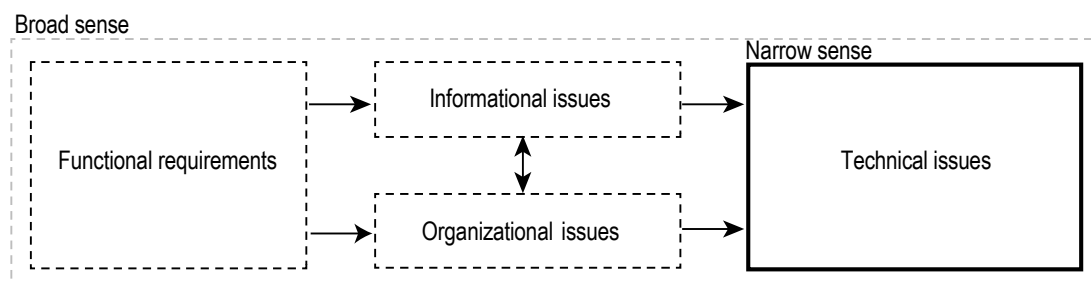 Broad sense
Narrow sense
Functional requirements
Informational issues
Organizational issues
Technical issues